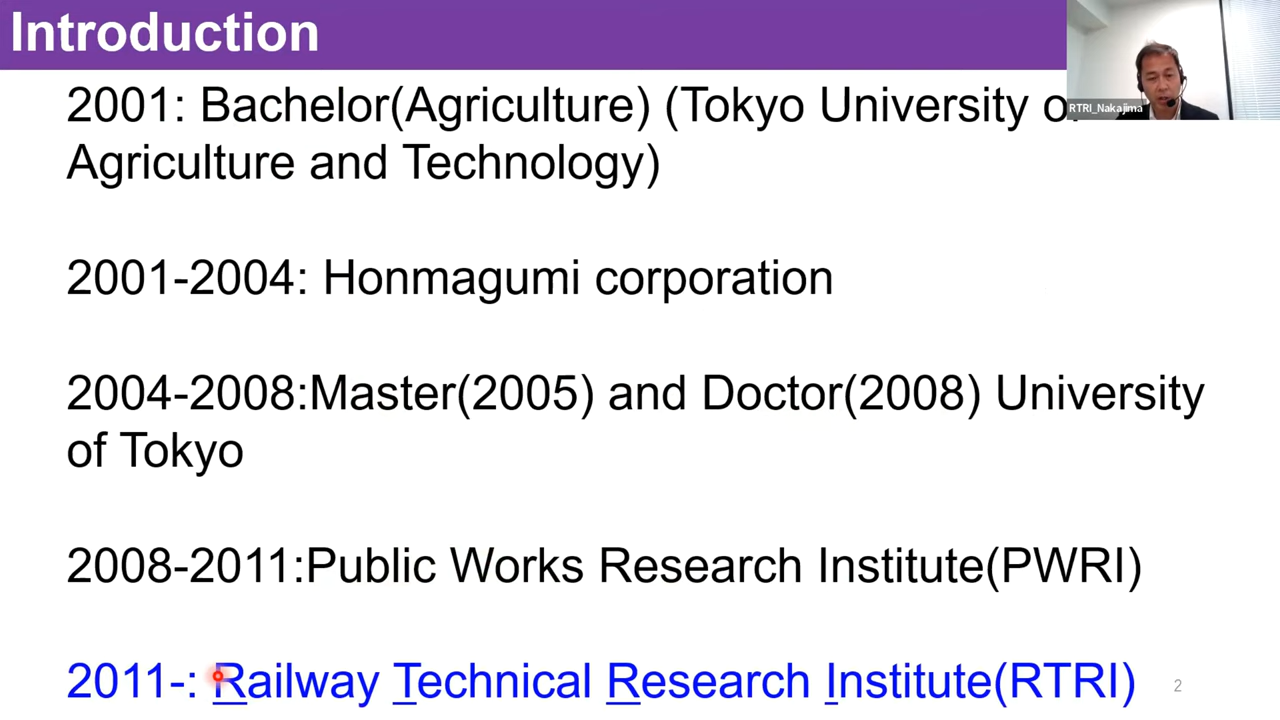 Introduction
RTRI_Nakajima
2001: Bachelor(Agriculture) (Tokyo University of
Agriculture and Technology)
2001-2004: Honmagumi corporation
2004-2008:Master(2005) and Doctor(2008) University
of Tokyo
2008-2011:Public Works Research Institute(PWRI)
2011-: Railway Technical Research Institute(RTRI)
2